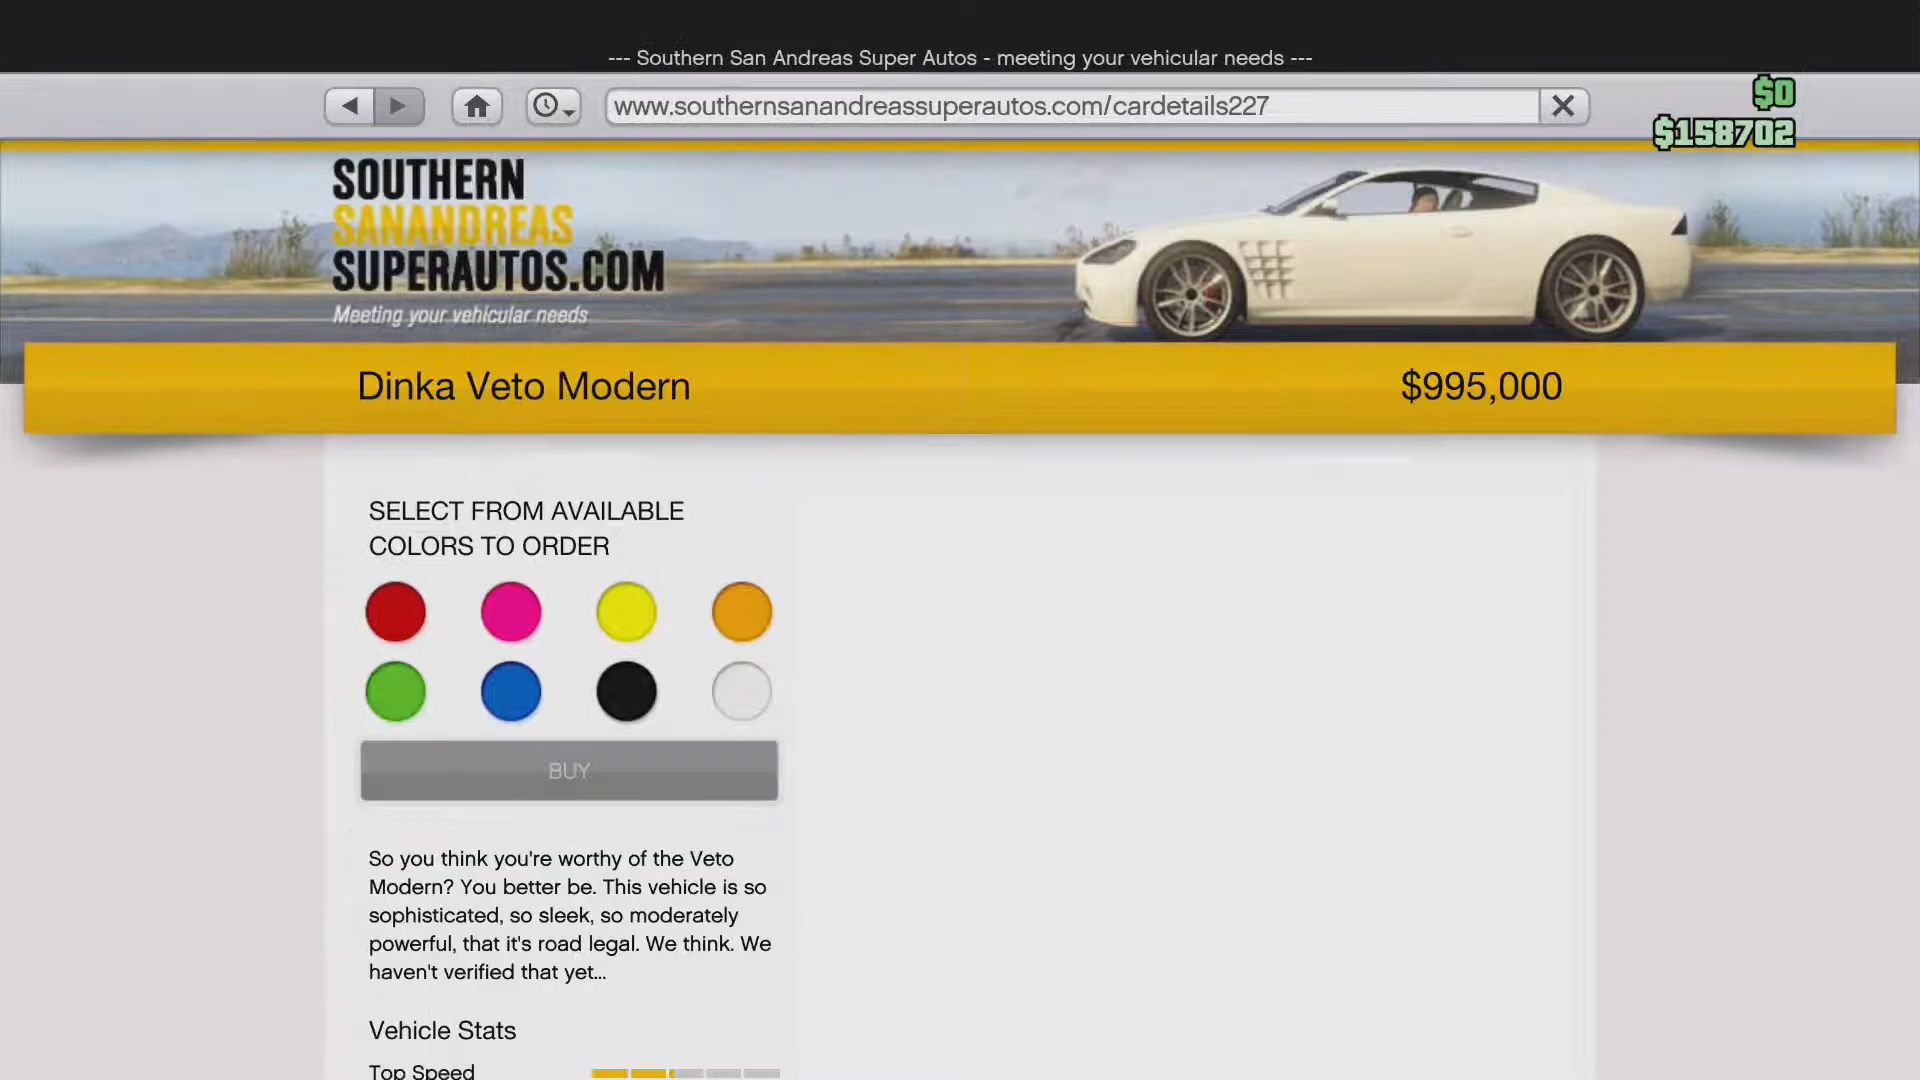 --- Southern San Andreas Super Autos - meeting your vehicular needs ---
www.southernsanandreassuperautos.com/cardetails227
$0
$158702
SOUTHERN
SANANDREAS
SUPERAUTOS.COM
Meeting your vehicular needs
Dinka Veto Modern
$995,000
SELECT FROM AVAILABLE
COLORS TO ORDER
BUY
So you think you're worthy of the Veto
Modern? You better be. This vehicle is so
sophisticated, so sleek, so moderately
powerful, that it's road legal. We think. We
haven't verified that yet...
Vehicle Stats
Top Speed